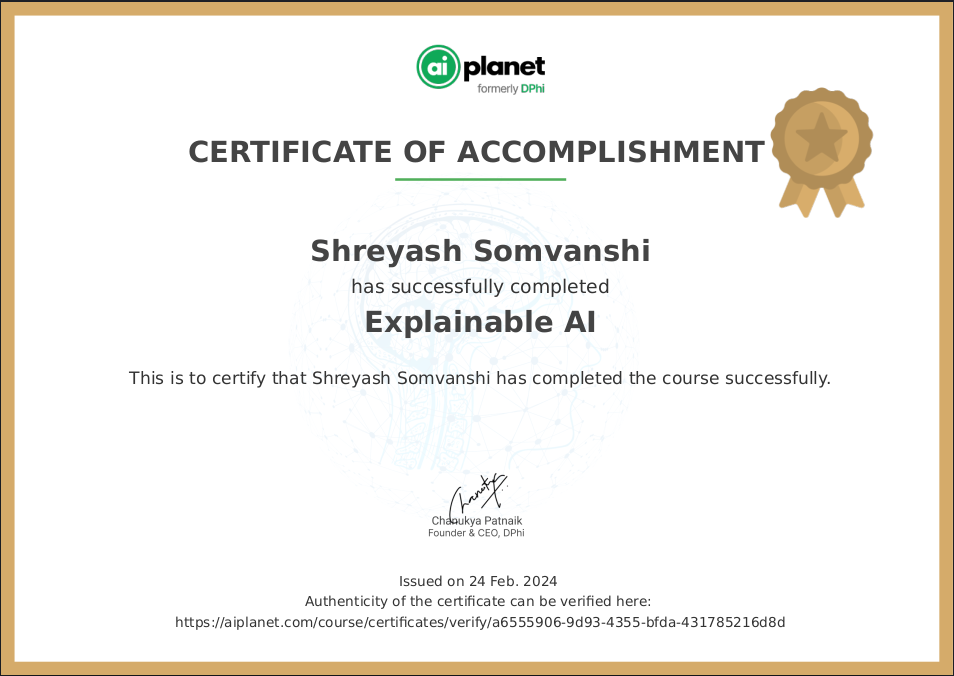 ai planet
formerly DPhi
CERTIFICATE OF ACCOMPLISHMENT
Shreyash Somvanshi
has successfully completed
Explainable AI
This is to certify that Shreyash Somvanshi has completed the course successfully.
Chanukya Patnaik
Founder & CEO, DPhi
Issued on 24 Feb. 2024
Authenticity of the certificate can be verified here:
https://aiplanet.com/course/certificates/verify/a6555906-9d93-4355-bfda-431785216d8d